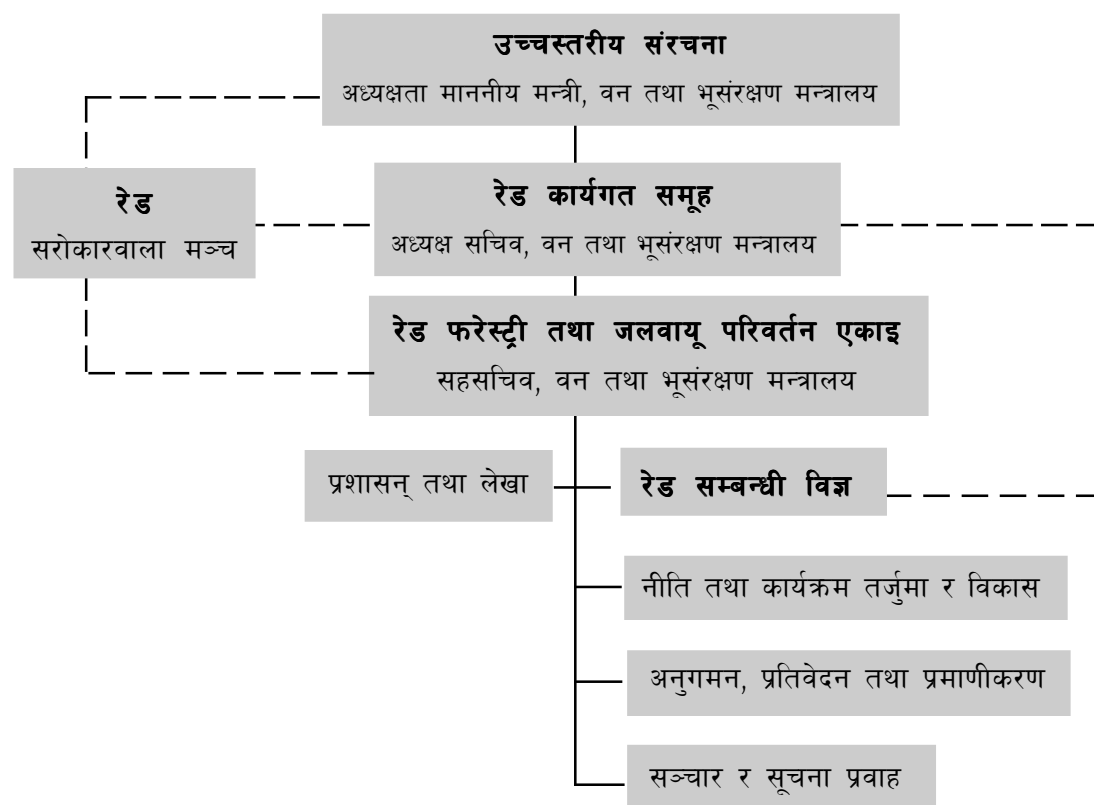 उच्चस्तरीय संरचना
अध्यक्षता माननीय मन्त्री, वन तथा भूसंरक्षण मन्त्रालय
रेड
सरोकारवाला मञ्च
रेड कार्यगत समूह
अध्यक्ष सचिव, वन तथा भूसंरक्षण मन्त्रालय
रेड फरेस्ट्री तथा जलवायू परिवर्तन एकाइ
सहसचिव, वन तथा भूसंरक्षण मन्त्रालय
प्रशासन् तथा लेखा
रेड सम्बन्धी विज्ञ
नीति तथा कार्यक्रम तर्जुमा र विकास
अनुगमन, प्रतिवेदन तथा प्रमाणीकरण
सञ्चार र सूचना प्रवाह